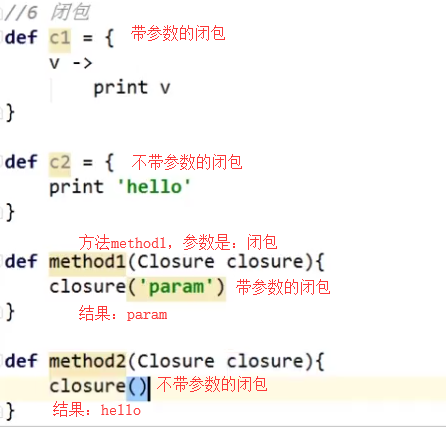 //6 闭包
def c1 = { 带参数的闭包
v ->
print v
}
def c2 = { 不带参数的闭包
print 'hello'
}
方法method1，参数是：闭包
def method1(Closure closure){
closure('param') 带参数的闭包
} 结果：param
def method2(Closure closure){
closure() 不带参数的闭包
} 结果：hello